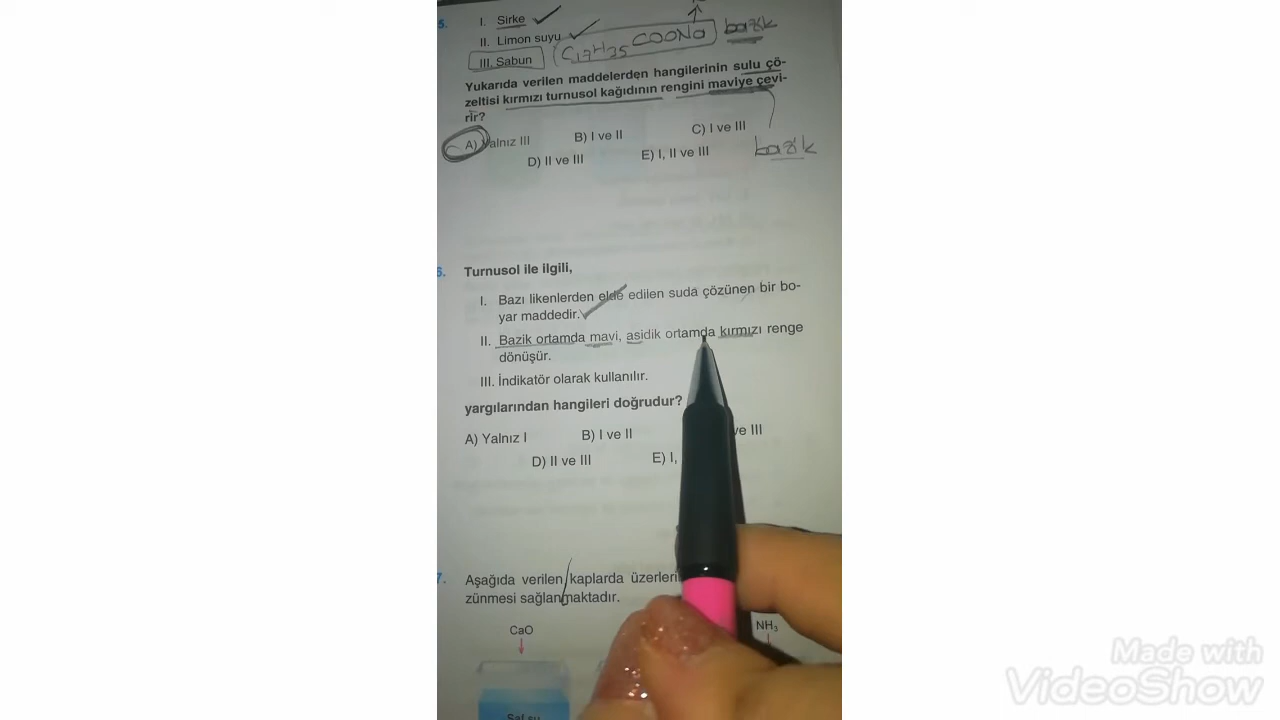 5. I. Sirke
II. Limon suyu
III. Sabun
C17H35 COONa bazik
Yukarıda verilen maddelerden hangilerinin sulu çö-
zeltisi kırmızı turnusol kağıdının rengini maviye çevi-
rir?
A) Yalnız III B) I ve II C) I ve III
D) II ve III E) I, II ve III
bazik
6. Turnusol ile ilgili,
I. Bazı likenlerden elde edilen suda çözünen bir bo-
yar maddedir.
II. Bazik ortamda mavi, asidik ortamda kırmızı renge
dönüşür.
III. İndikatör olarak kullanılır.
yargılarından hangileri doğrudur?
A) Yalnız I B) I ve II ve III
D) II ve III E) I,
7. Aşağıda verilen kaplarda üzerleri
zünmesi sağlanmaktadır.
CaO NH3
Saf su
Made with
VideoShow